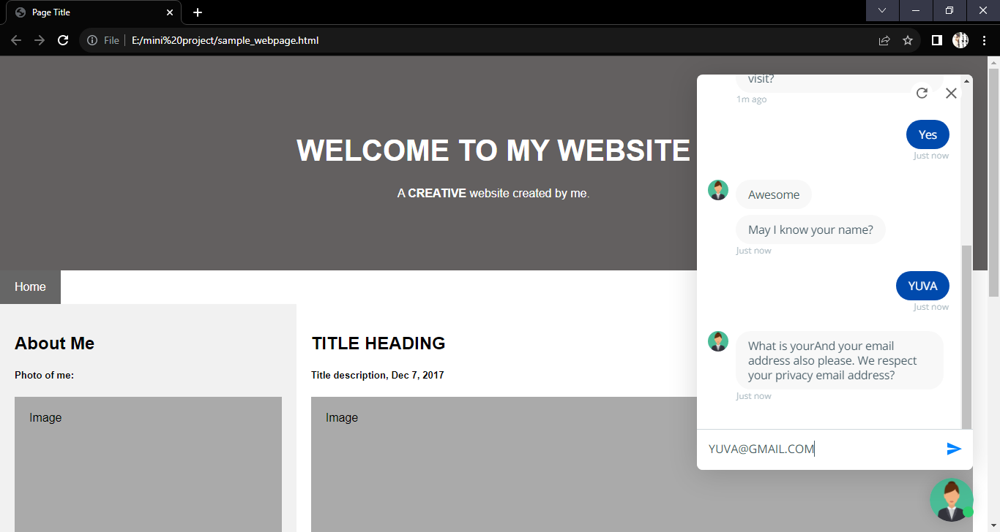 Page Title
File
E:/mini%20project/sample_webpage.html
WELCOME TO MY WEBSITE
A CREATIVE website created by me.
Home
About Me
Photo of me:
Image
TITLE HEADING
Title description, Dec 7, 2017
Image
visit?
1m ago
Yes
Just now
Awesome
May I know your name?
Just now
YUVA
Just now
What is yourAnd your email
address also please. We respect
your privacy email address?
Just now
YUVA@GMAIL.COM